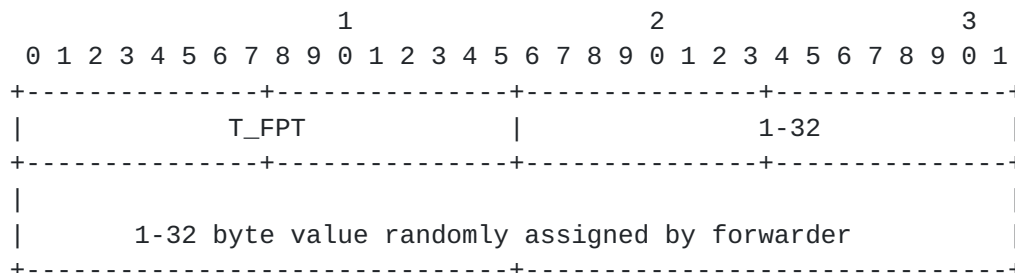 1                   2                   3
 0 1 2 3 4 5 6 7 8 9 0 1 2 3 4 5 6 7 8 9 0 1 2 3 4 5 6 7 8 9 0 1
+---------------+---------------+---------------+---------------+
|             T_FPT             |               1-32            |
+---------------+---------------+---------------+---------------+
|                                                               |
|       1-32 byte value randomly assigned by forwarder          |
+-------------------------------+-------------------------------+